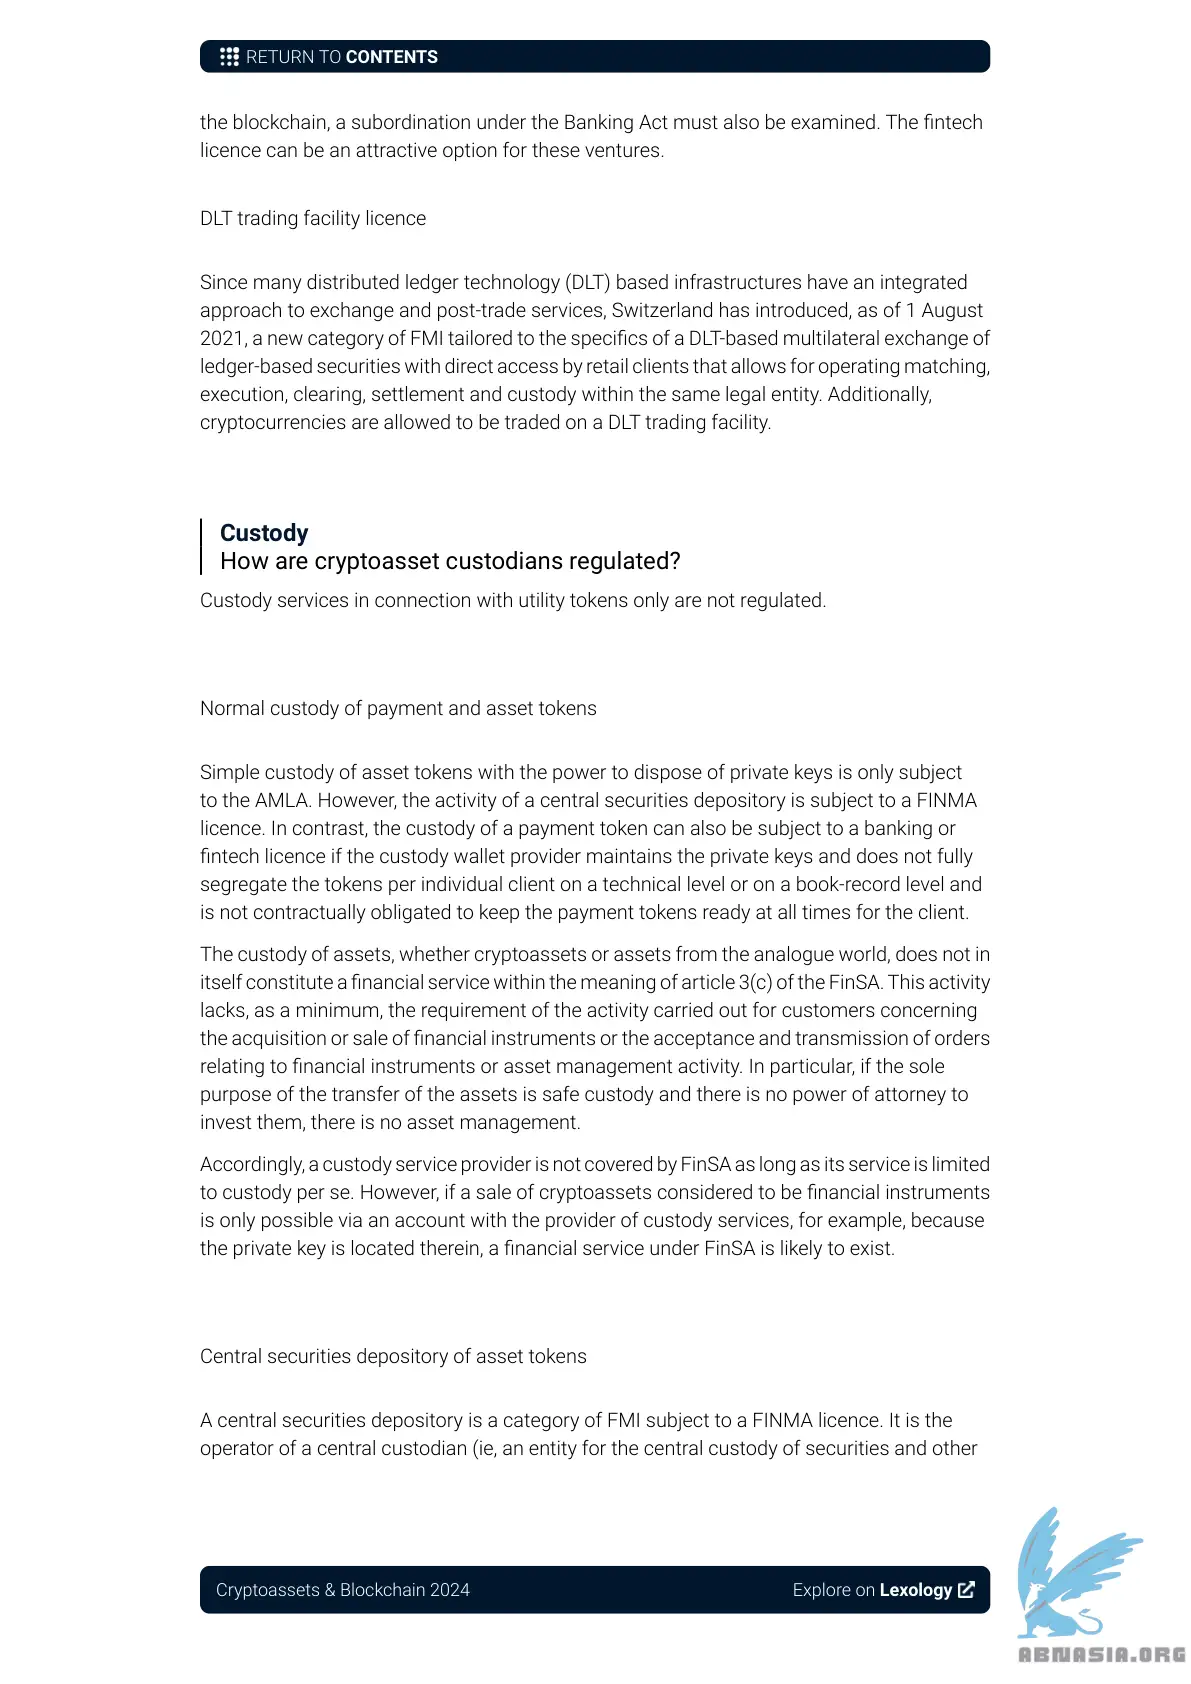 RETURN TO CONTENTS
the blockchain, a subordination under the Banking Act must also be examined. The fintech
licence can be an attractive option for these ventures.
DLT trading facility licence
Since many distributed ledger technology (DLT) based infrastructures have an integrated
approach to exchange and post-trade services, Switzerland has introduced, as of 1 August
2021, a new category of FMI tailored to the specifics of a DLT-based multilateral exchange of
ledger-based securities with direct access by retail clients that allows for operating matching,
execution, clearing, settlement and custody within the same legal entity. Additionally,
cryptocurrencies are allowed to be traded on a DLT trading facility.
Custody
How are cryptoasset custodians regulated?
Custody services in connection with utility tokens only are not regulated.
Normal custody of payment and asset tokens
Simple custody of asset tokens with the power to dispose of private keys is only subject
to the AMLA. However, the activity of a central securities depository is subject to a FINMA
licence. In contrast, the custody of a payment token can also be subject to a banking or
fintech licence if the custody wallet provider maintains the private keys and does not fully
segregate the tokens per individual client on a technical level or on a book-record level and
is not contractually obligated to keep the payment tokens ready at all times for the client.
The custody of assets, whether cryptoassets or assets from the analogue world, does not in
itself constitute a financial service within the meaning of article 3(c) of the FinSA. This activity
lacks, as a minimum, the requirement of the activity carried out for customers concerning
the acquisition or sale of financial instruments or the acceptance and transmission of orders
relating to financial instruments or asset management activity. In particular, if the sole
purpose of the transfer of the assets is safe custody and there is no power of attorney to
invest them, there is no asset management.
Accordingly, a custody service provider is not covered by FinSA as long as its service is limited
to custody per se. However, if a sale of cryptoassets considered to be financial instruments
is only possible via an account with the provider of custody services, for example, because
the private key is located therein, a financial service under FinSA is likely to exist.
Central securities depository of asset tokens
A central securities depository is a category of FMI subject to a FINMA licence. It is the
operator of a central custodian (ie, an entity for the central custody of securities and other
Cryptoassets & Blockchain 2024
Explore on Lexology
ABNASIA.ORG